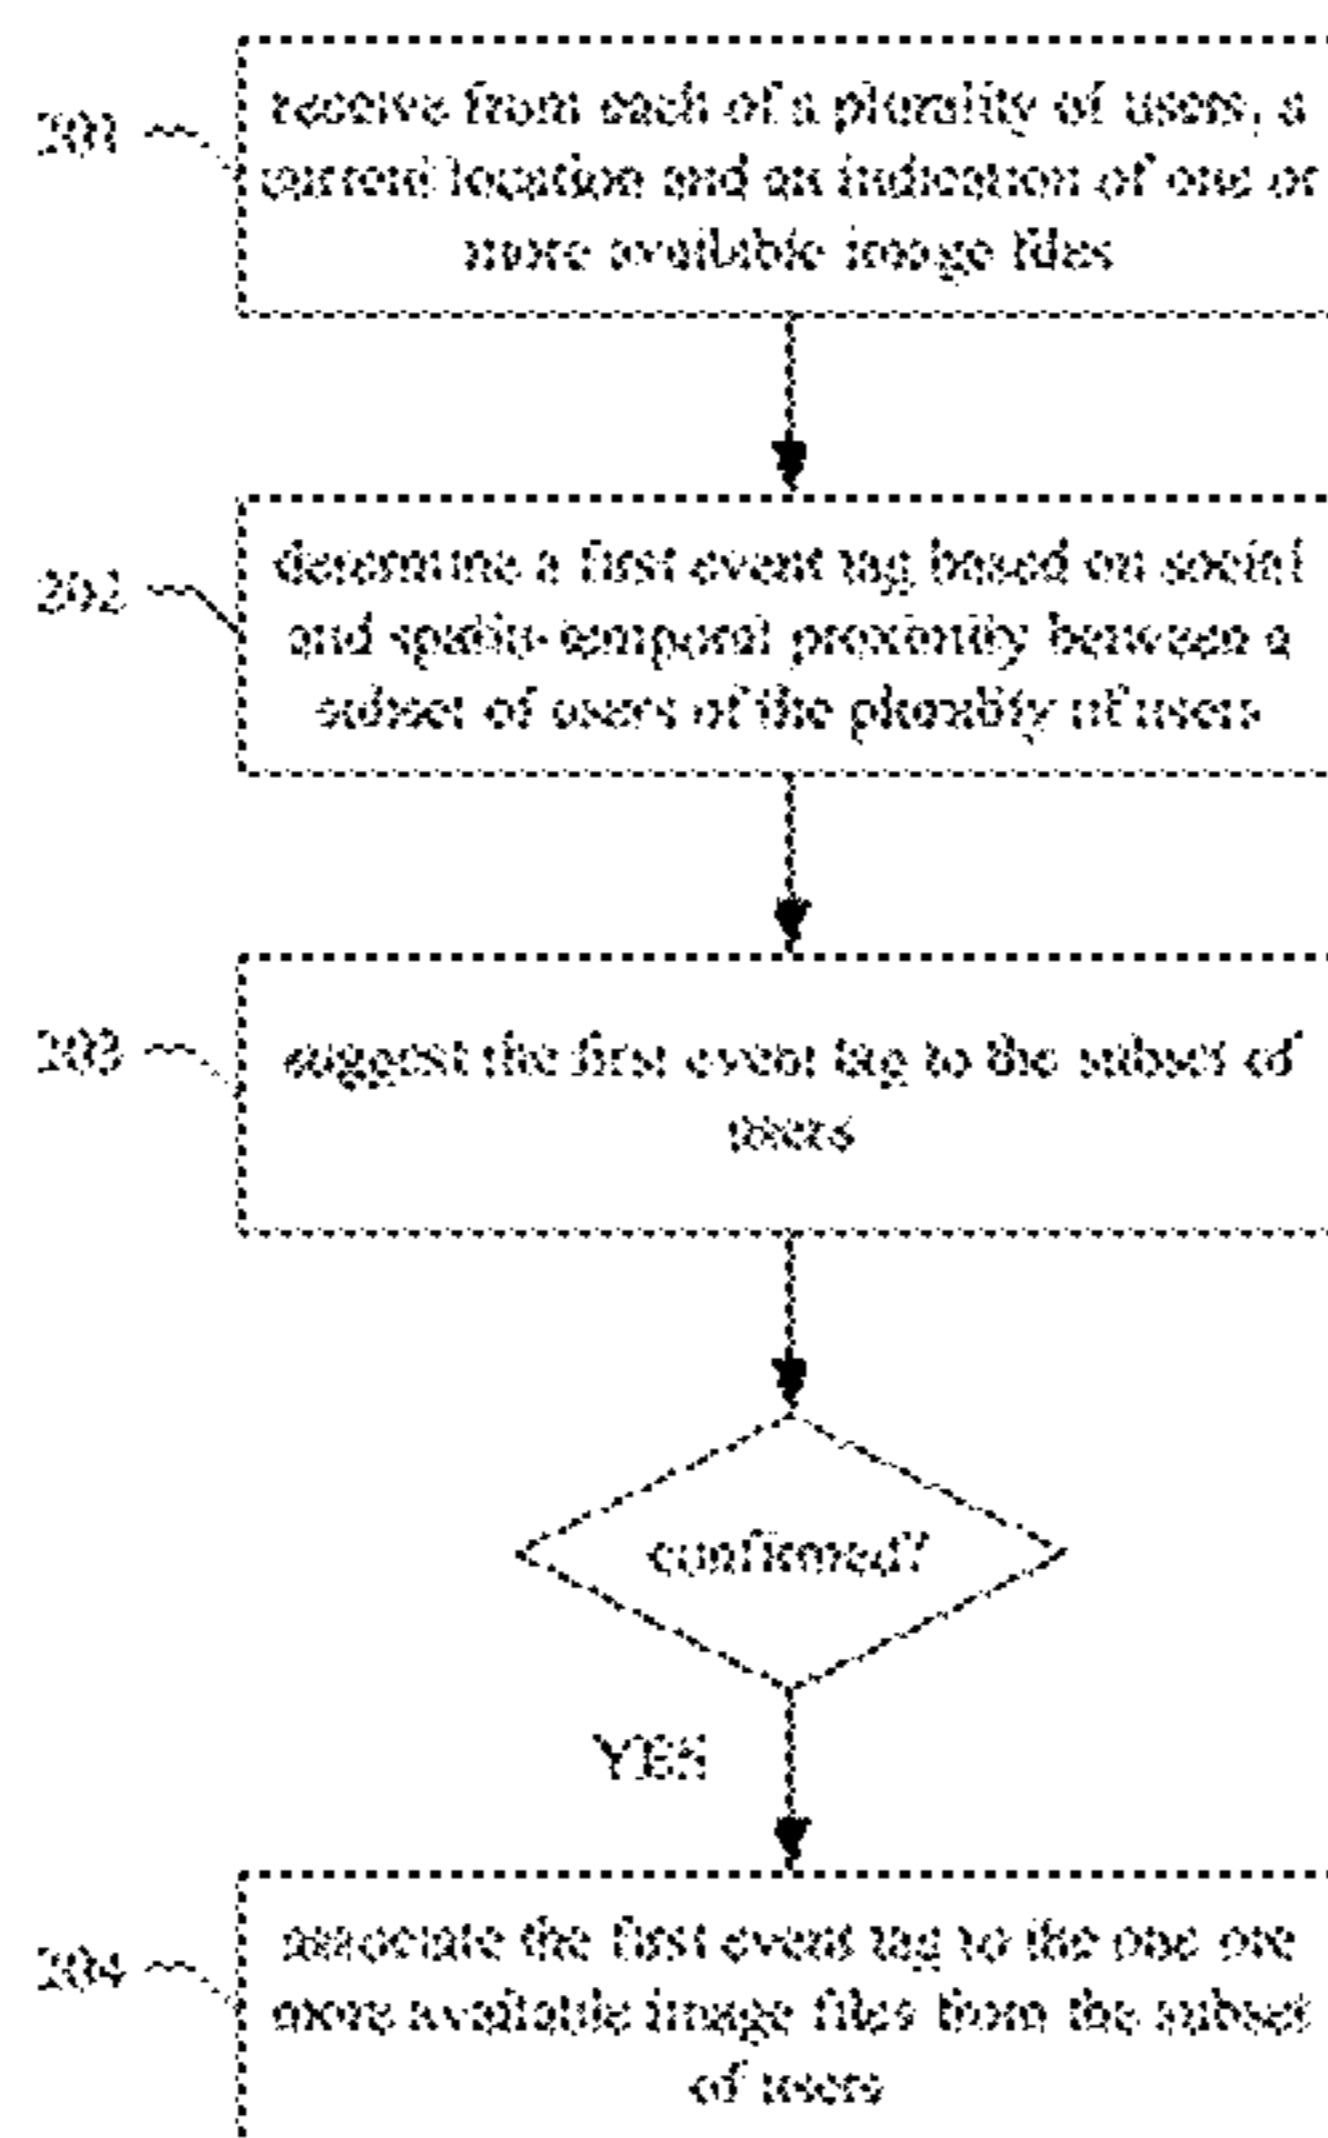 201
receive from each of a plurality of users, a
current location and an indication of one or
more available image files
202
determine a first event tag based on social
and spatio-temporal proximity between a
subset of users of the plurality of users
203
suggest the first event tag to the subset of
users
confirmed?
YES
204
associate the first event tag to the one ore
more available image files from the subset
of users